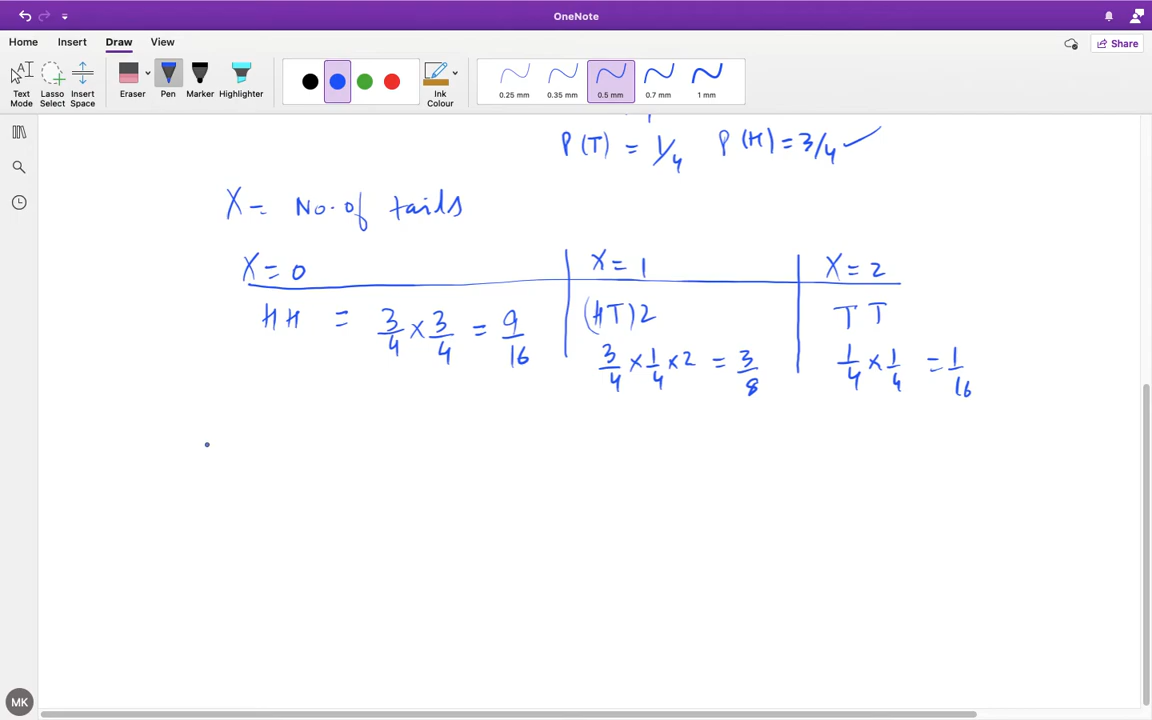 OneNote
Home Insert Draw View
Share
Text Mode
Lasso Select
Insert Space
Eraser
Pen
Marker
Highlighter
Ink Colour
0.25 mm 0.35 mm 0.5 mm 0.7 mm 1 mm
P(T) = 1/4 P(H) = 3/4 ✓
X = No. of tails
X = 0 X = 1 X = 2
HH = 3/4 × 3/4 = 9/16 (HT)2 TT
3/4 × 1/4 × 2 = 3/8 1/4 × 1/4 = 1/16
MK